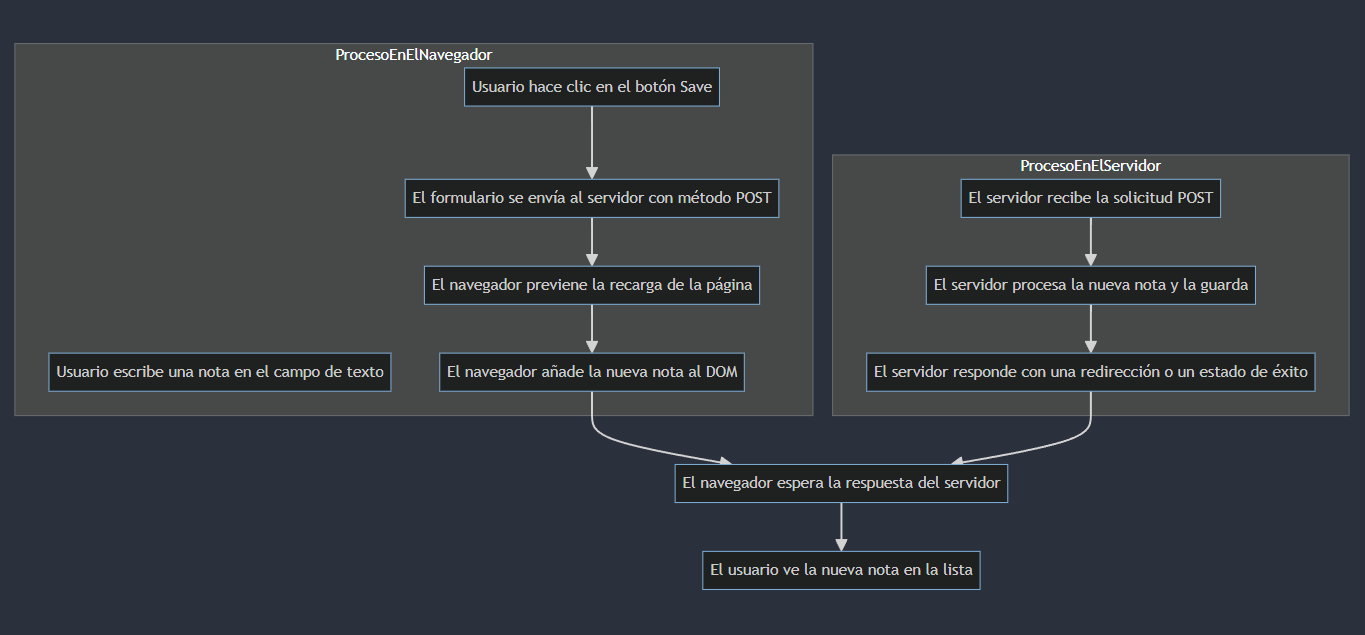 ProcesoEnElNavegador
Usuario hace clic en el botón Save
El formulario se envía al servidor con método POST
El navegador previene la recarga de la página
Usuario escribe una nota en el campo de texto
El navegador añade la nueva nota al DOM
ProcesoEnElServidor
El servidor recibe la solicitud POST
El servidor procesa la nueva nota y la guarda
El servidor responde con una redirección o un estado de éxito
El navegador espera la respuesta del servidor
El usuario ve la nueva nota en la lista